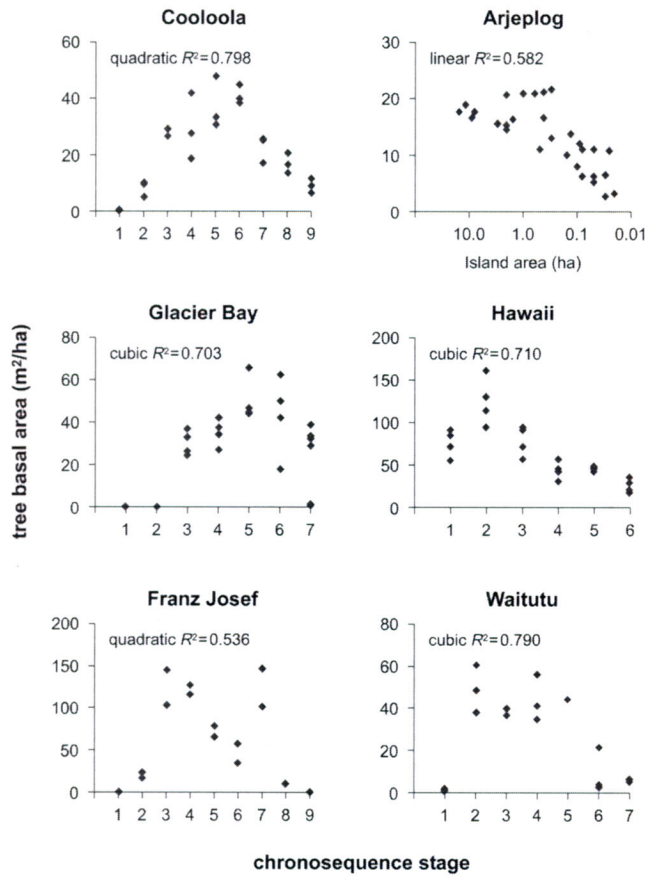 Cooloola
Arjeplog
60
40
20
0
quadratic R²=0.798
1 2 3 4 5 6 7 8 9
30
20
10
0
linear R²=0.582
10.0 1.0 0.1 0.01
Island area (ha)
Glacier Bay
Hawaii
80
60
40
20
0
cubic R²=0.703
1 2 3 4 5 6 7
200
150
100
50
0
cubic R²=0.710
1 2 3 4 5 6
tree basal area (m²/ha)
Franz Josef
Waitutu
200
150
100
50
0
quadratic R²=0.536
1 2 3 4 5 6 7 8 9
80
60
40
20
0
cubic R²=0.790
1 2 3 4 5 6 7
chronosequence stage